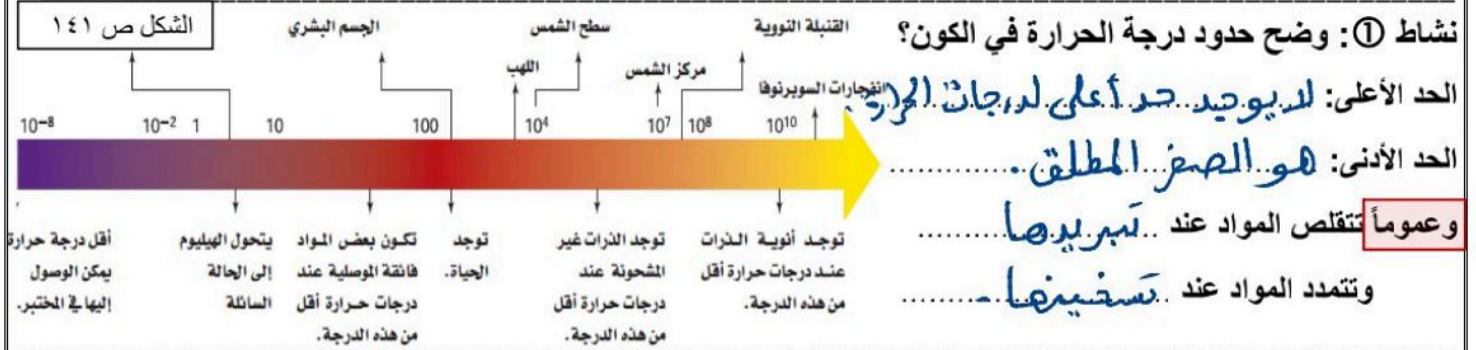 نشاط ①: وضح حدود درجة الحرارة في الكون؟
الحد الأعلى: لا يوجد حد أعلى لدرجات الحرارة.
الحد الأدنى: هو الصفر المطلق.
وعموماً تتقلص المواد عند تبريدها
وتتمدد المواد عند تسخينها
الشكل ص ١٤١
الجسم البشري
سطح الشمس
القنبلة النووية
اللهب
مركز الشمس
انفجارات السوبرنوفا
10⁻⁸ 10⁻² 1 10 100 10⁴ 10⁷ 10⁸ 10¹⁰
أقل درجة حرارة
يمكن الوصول
إليها في المختبر.
يتحول الهيليوم
إلى الحالة
السائلة
تكون بعض المواد
فائقة الموصلية عند
درجات حرارة أقل
من هذه الدرجة.
توجد
الحياة.
توجد الذرات غير
المشحونة عند
درجات حرارة أقل
من هذه الدرجة.
توجد أنوية الذرات
عند درجات حرارة أقل
من هذه الدرجة.